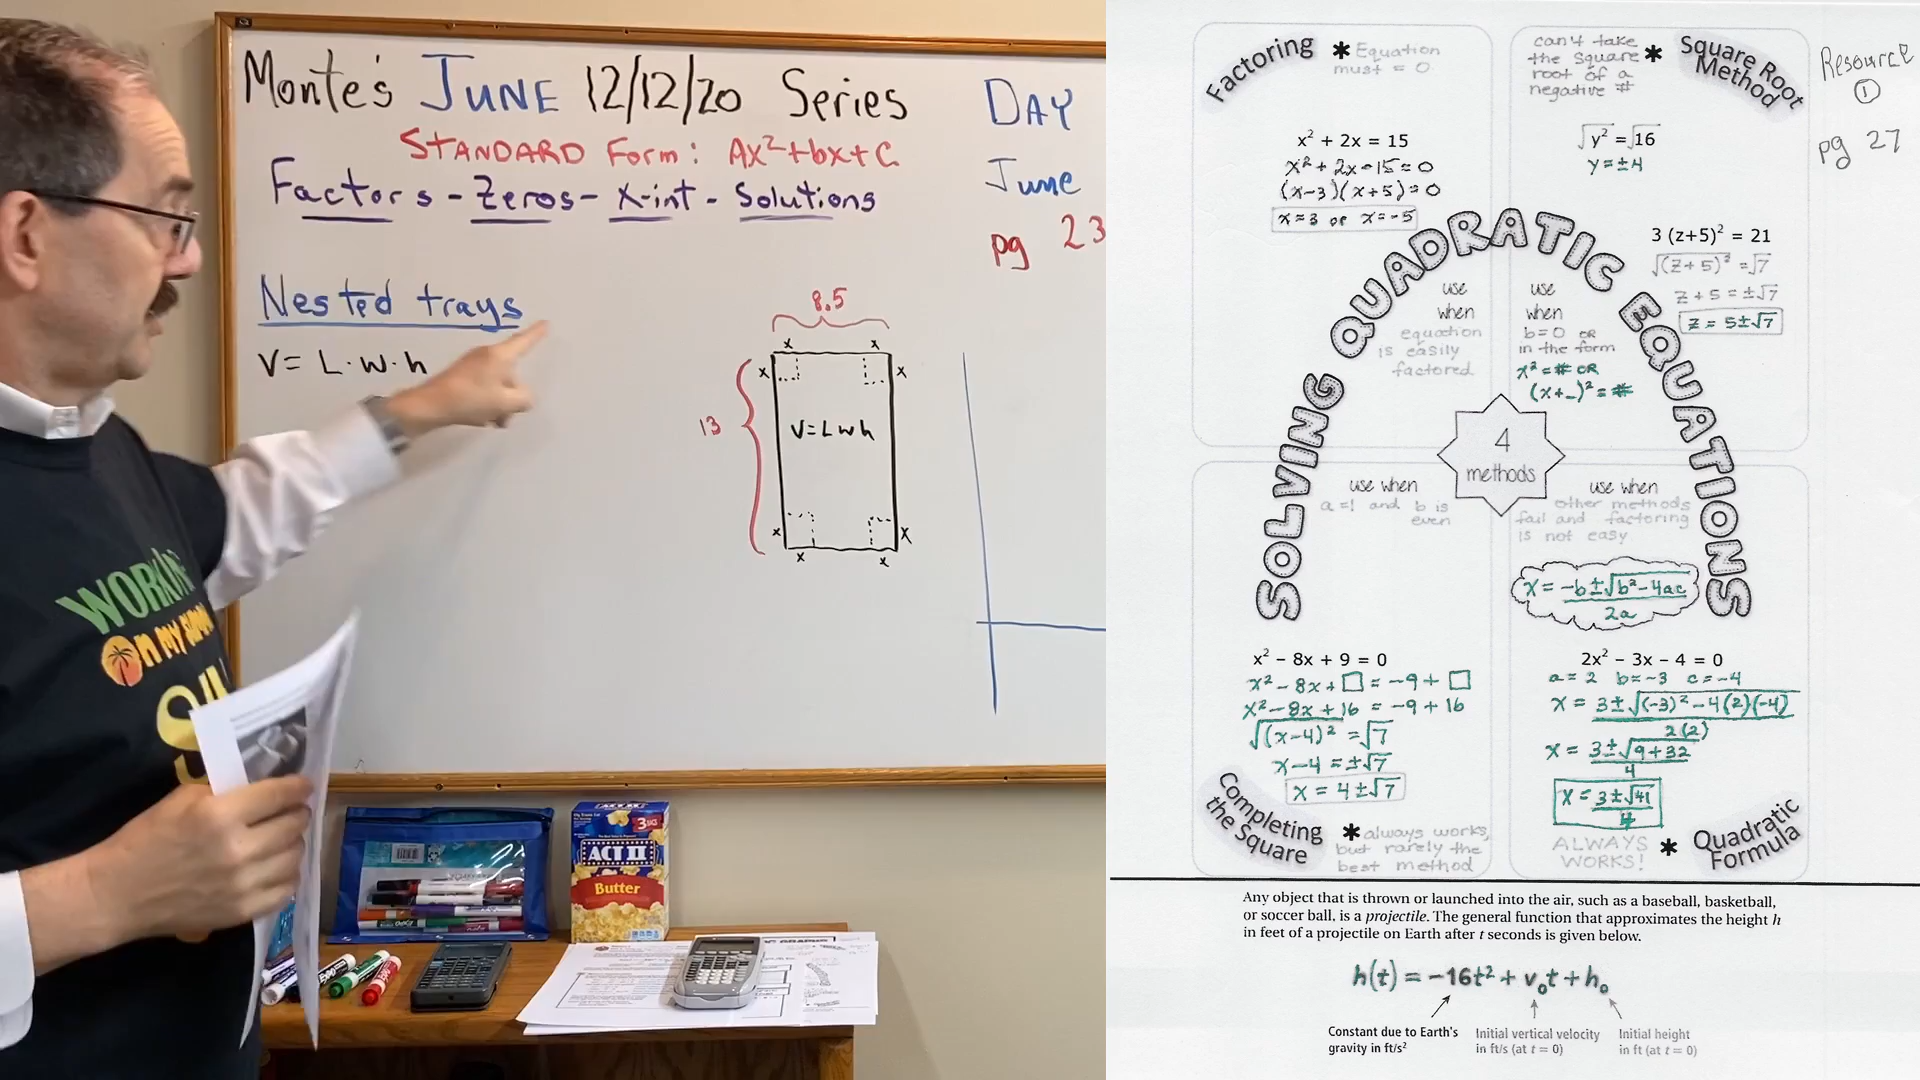 Monte's JUNE 12/12/20 Series
STANDARD Form: Ax²+bx+C
Factors - Zeros - X-int - Solutions
DAY
June
pg 23
Nested trays
V= L·w·h
8.5
x x
x x
13
V=Lwh
x x
x x
WORKIN
On my
ACT II
3
Butter
Factoring
* Equation
must = 0
x² + 2x = 15
x² + 2x - 15 = 0
(x-3)(x+5) = 0
x = 3 or x = -5
use
when
equation
is easily
factored
can't take
the square
root of a
negative #
* Square Root
Method
√y² = √16
y = ±4
3 (z+5)² = 21
√(z+5)² = √7
z + 5 = ±√7
z = 5±√7
use
when
b=0 or
in the form
x² = # OR
(x+_)² = #
Resource
1
pg 27
SOLVING QUADRATIC EQUATIONS
4
methods
use when
a=1 and b is
even
x² – 8x + 9 = 0
x² - 8x + □ = -9 + □
x² - 8x + 16 = -9 + 16
√(x-4)² = √7
x-4 = ±√7
x = 4±√7
Completing
the Square
* always works,
but rarely the
best method
use when
other methods
fail and factoring
is not easy
x = -b±√b²-4ac
2a
2x² – 3x – 4 = 0
a = 2 b = -3 c = -4
x = 3±√(-3)² - 4(2)(-4)
2(2)
x = 3±√9+32
4
x = 3±√41
4
ALWAYS
WORKS!
* Quadratic
Formula
Any object that is thrown or launched into the air, such as a baseball, basketball,
or soccer ball, is a projectile. The general function that approximates the height h
in feet of a projectile on Earth after t seconds is given below.
h(t) = -16t² + v₀t + h₀
Constant due to Earth's
gravity in ft/s²
Initial vertical velocity
in ft/s (at t = 0)
Initial height
in ft (at t = 0)